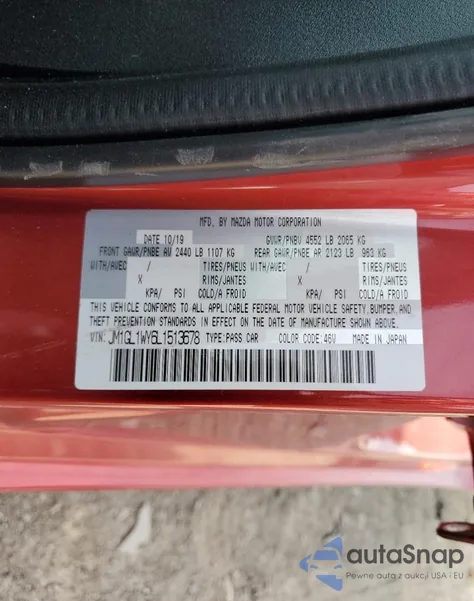 MFD. BY MAZDA MOTOR CORPORATION
DATE 10/19 GVWR/PNBV 4552 LB 2065 KG
FRONT GAWR/PNBE AV 2440 LB 1107 KG REAR GAWR/PNBE AR 2123 LB 963 KG
WITH/AVEC / TIRES/PNEUS WITH/AVEC / TIRES/PNEUS
X RIMS/JANTES X RIMS/JANTES
KPA/ PSI COLD/A FROID KPA/ PSI COLD/A FROID
THIS VEHICLE CONFORMS TO ALL APPLICABLE FEDERAL MOTOR VEHICLE SAFETY, BUMPER, AND
THEFT PREVENTION STANDARDS IN EFFECT ON THE DATE OF MANUFACTURE SHOWN ABOVE.
VIN: JM1GL1WY6L1513678 TYPE:PASS CAR COLOR CODE:46V MADE IN JAPAN
autoSnap
Pewne auta z aukcji USA i EU